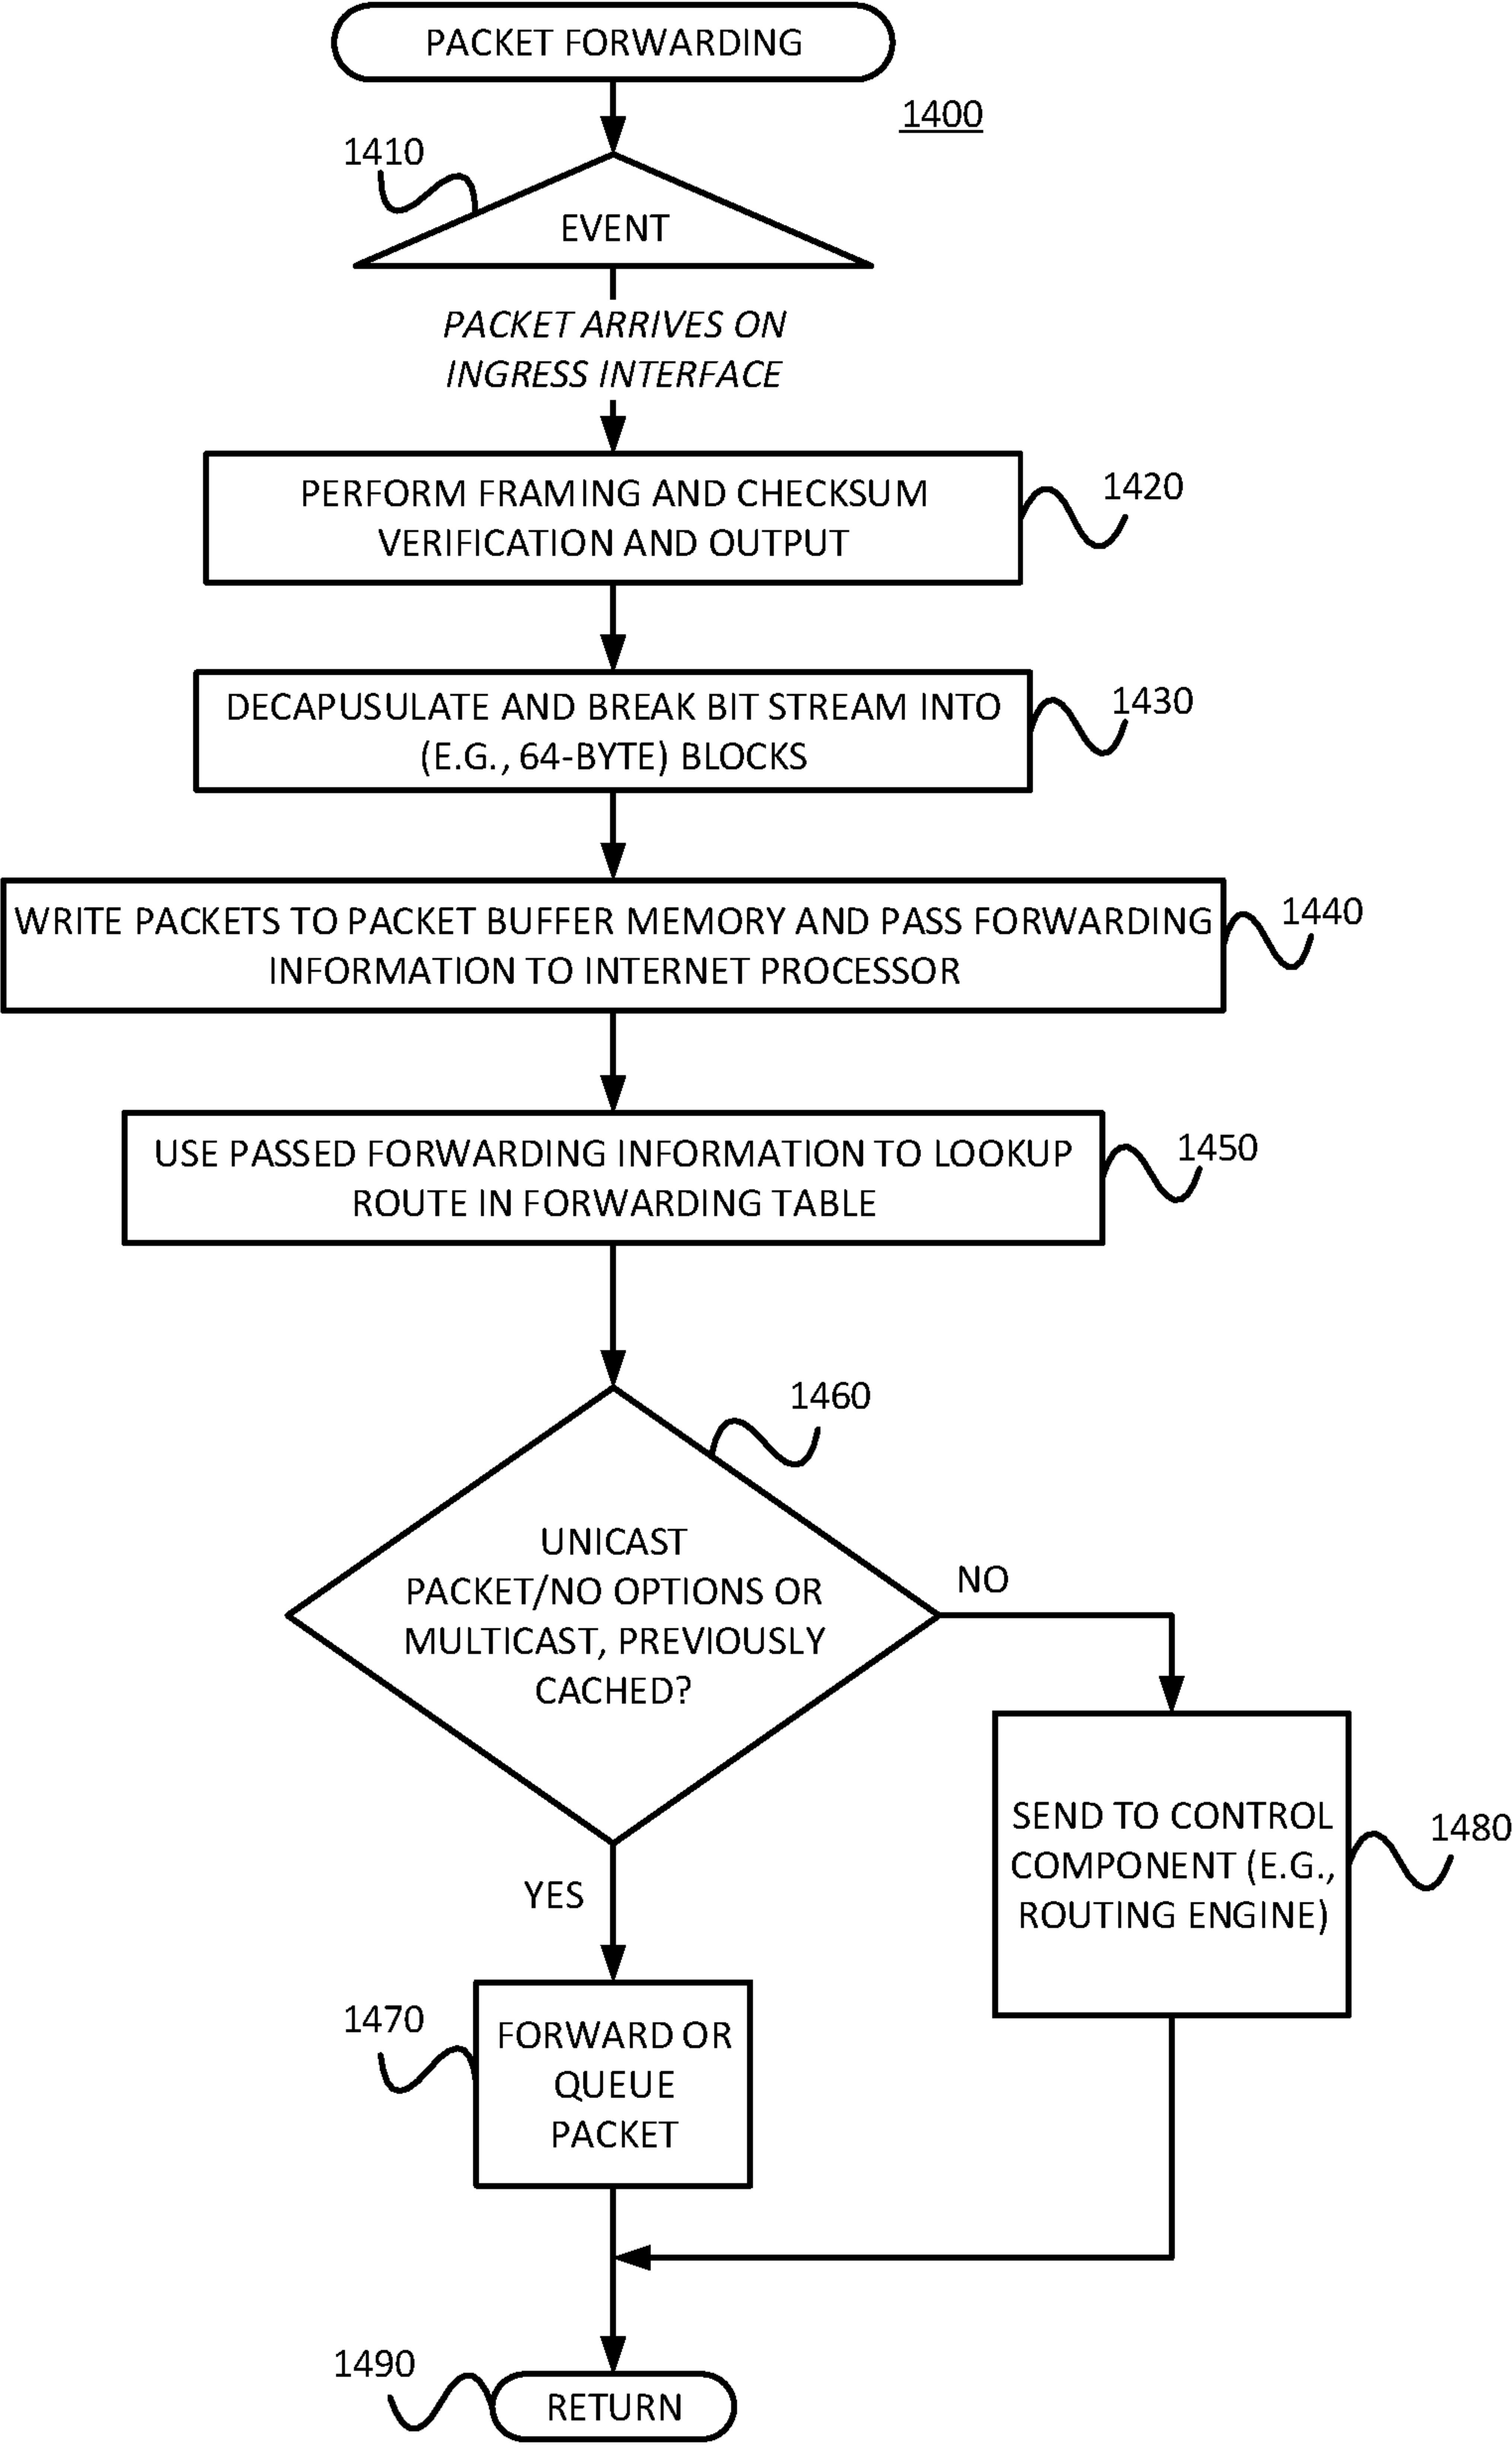 PACKET FORWARDING
1400
1410
EVENT
PACKET ARRIVES ON
INGRESS INTERFACE
PERFORM FRAMING AND CHECKSUM
VERIFICATION AND OUTPUT
1420
DECAPUSULATE AND BREAK BIT STREAM INTO
(E.G., 64-BYTE) BLOCKS
1430
WRITE PACKETS TO PACKET BUFFER MEMORY AND PASS FORWARDING
INFORMATION TO INTERNET PROCESSOR
1440
USE PASSED FORWARDING INFORMATION TO LOOKUP
ROUTE IN FORWARDING TABLE
1450
1460
UNICAST
PACKET/NO OPTIONS OR
MULTICAST, PREVIOUSLY
CACHED?
NO
YES
SEND TO CONTROL
COMPONENT (E.G.,
ROUTING ENGINE)
1480
1470
FORWARD OR
QUEUE
PACKET
1490
RETURN